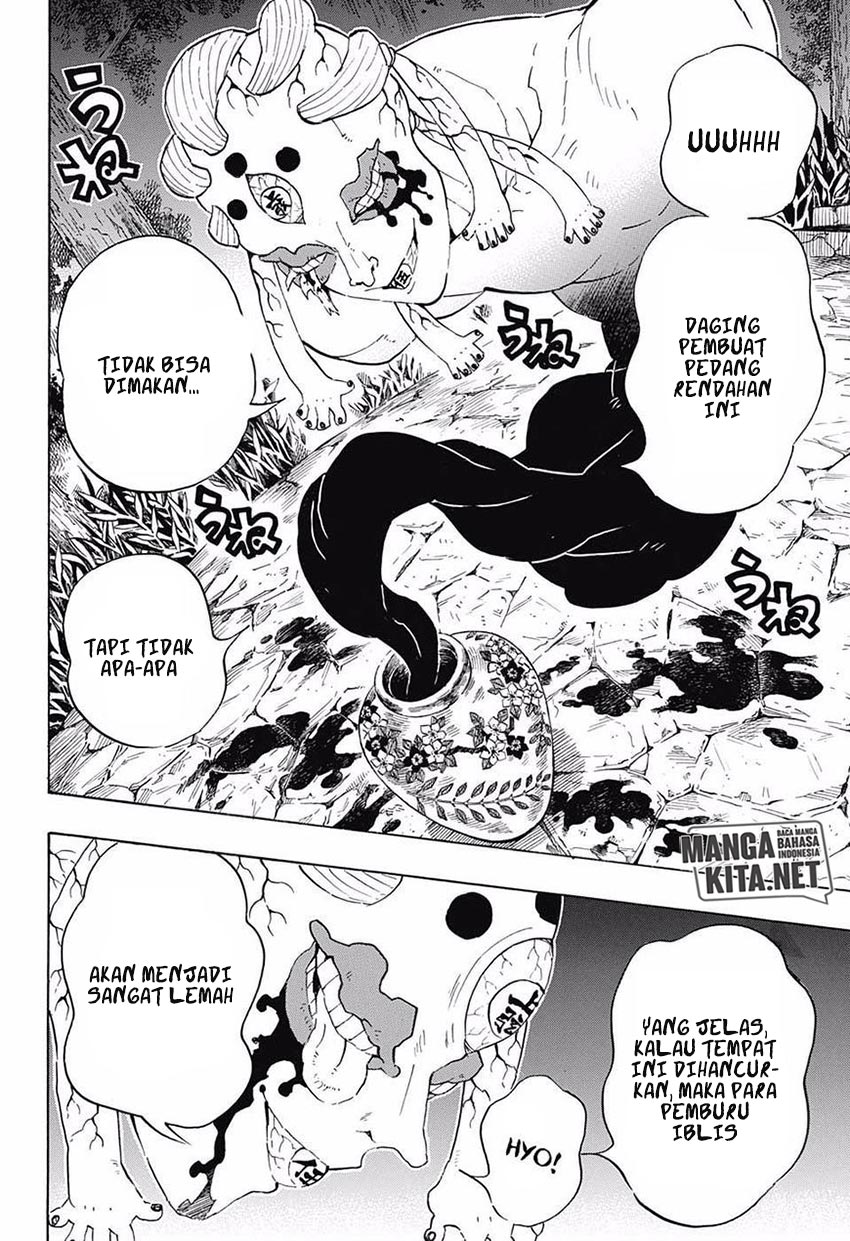 UUUHHH
DAGING
PEMBUAT
PEDANG
RENDAHAN
INI
うね
うね
TIDAK BISA
DIMAKAN...
うね
うね
TAPI TIDAK
APA-APA
MANGA
KITA.NET
BACA MANGA
BAHASA
INDONESIA
YANG JELAS,
KALAU TEMPAT
INI DIHANCUR-
KAN, MAKA PARA
PEMBURU
IBLIS
HYO!
AKAN MENJADI
SANGAT LEMAH